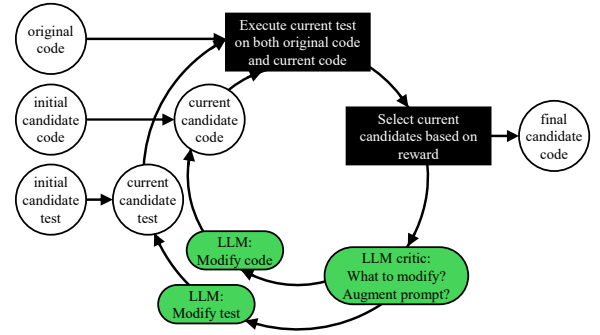 original
code
Execute current test
on both original code
and current code
initial
candidate
code
current
candidate
code
Select current
candidates based on
reward
final
candidate
code
initial
candidate
test
current
candidate
test
LLM:
Modify code
LLM critic:
What to modify?
Augment prompt?
LLM:
Modify test